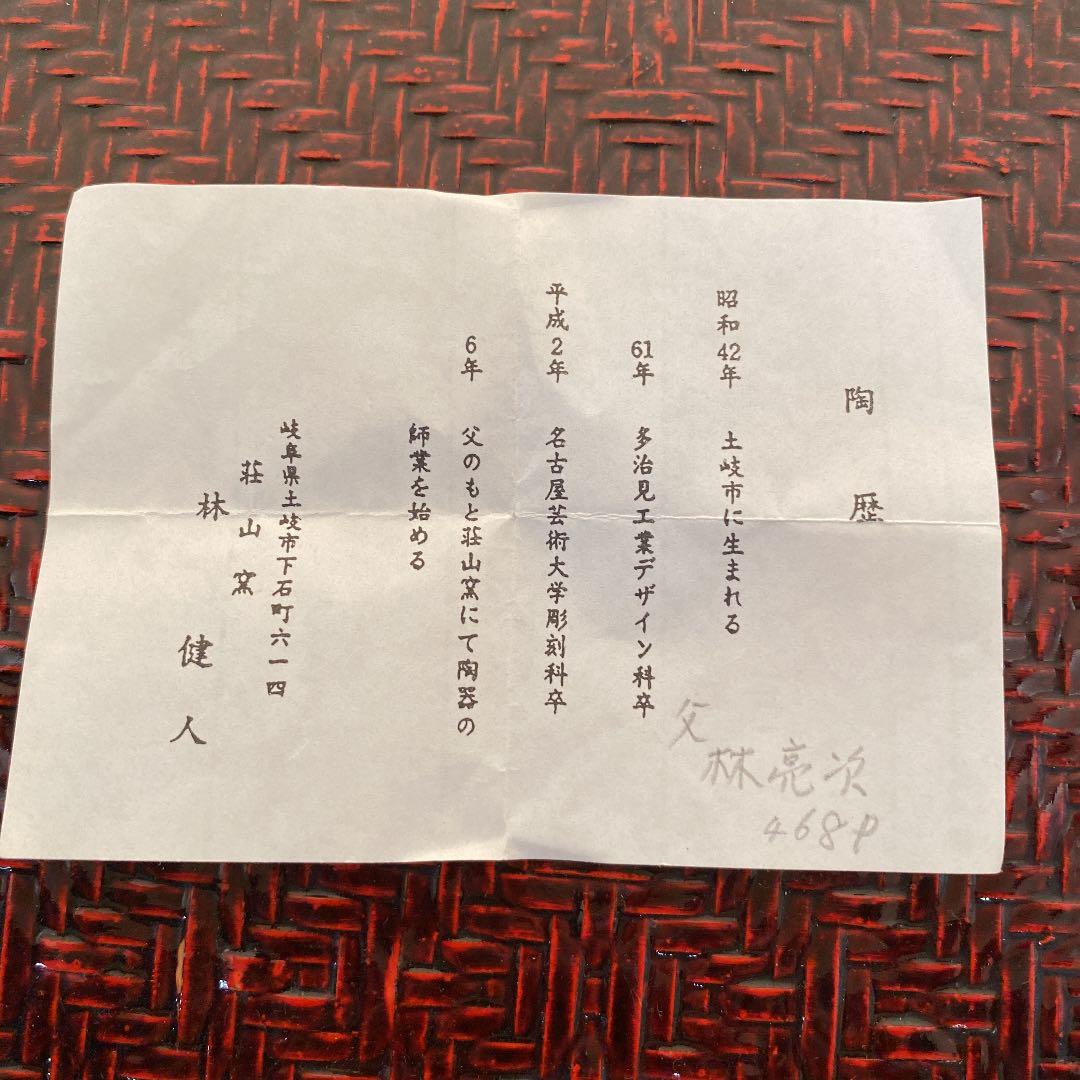 陶歴
昭和42年 土岐市に生まれる
61年 多治見工業デザイン科卒
平成2年 名古屋芸術大学彫刻科卒
6年 父のもと荘山窯にて陶器の
師業を始める
岐阜県土岐市下石町六一四
荘山窯
林健人
父
林亮次
468P